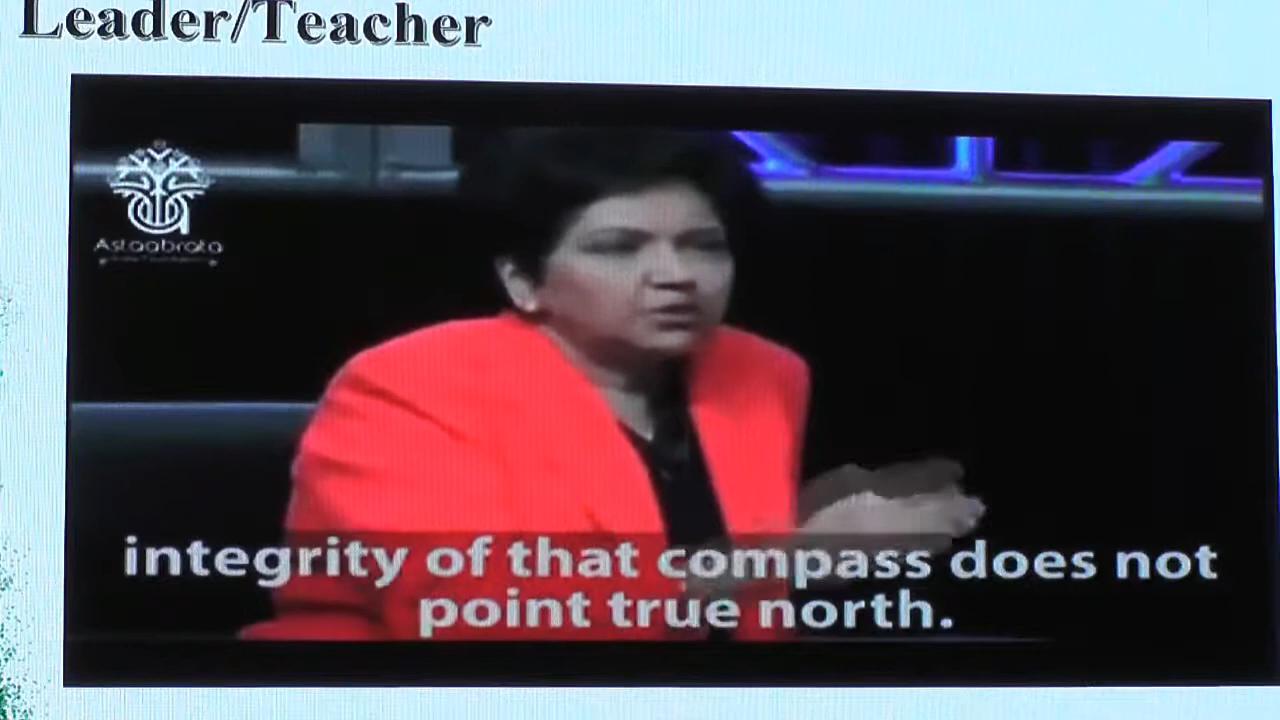 Leader/Teacher
Astaabrata
integrity of that compass does not
point true north.